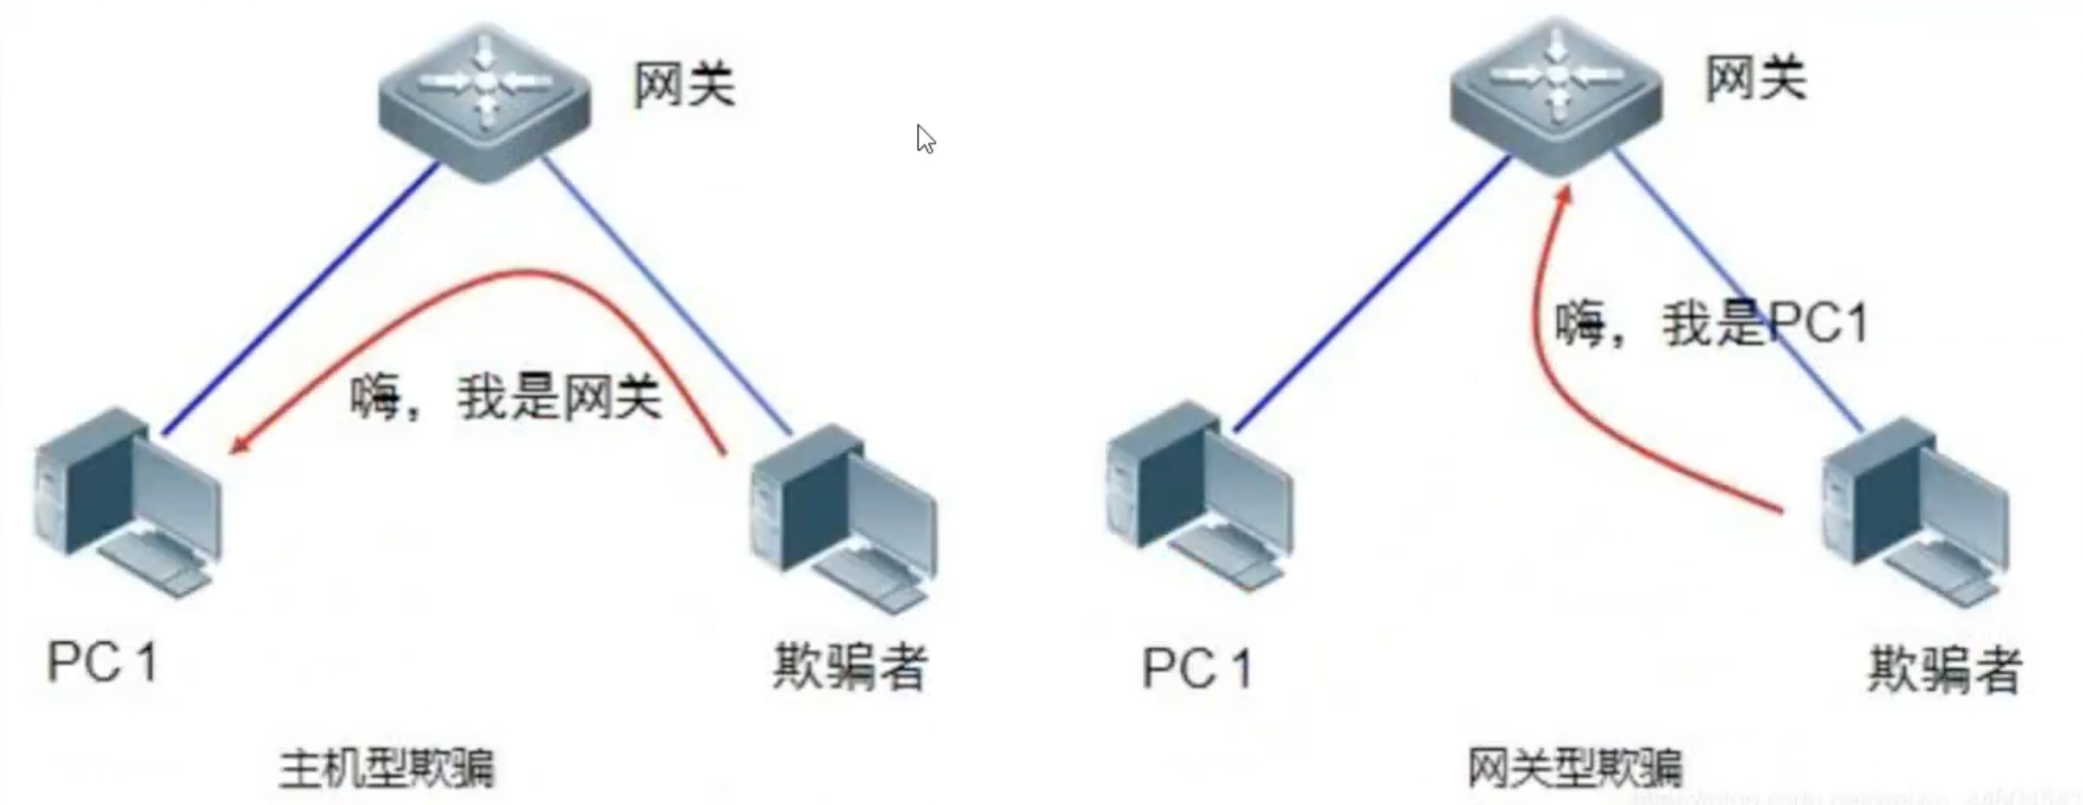 网关
嗨，我是网关
PC 1
欺骗者
主机型欺骗
网关
嗨，我是PC1
PC 1
欺骗者
网关型欺骗